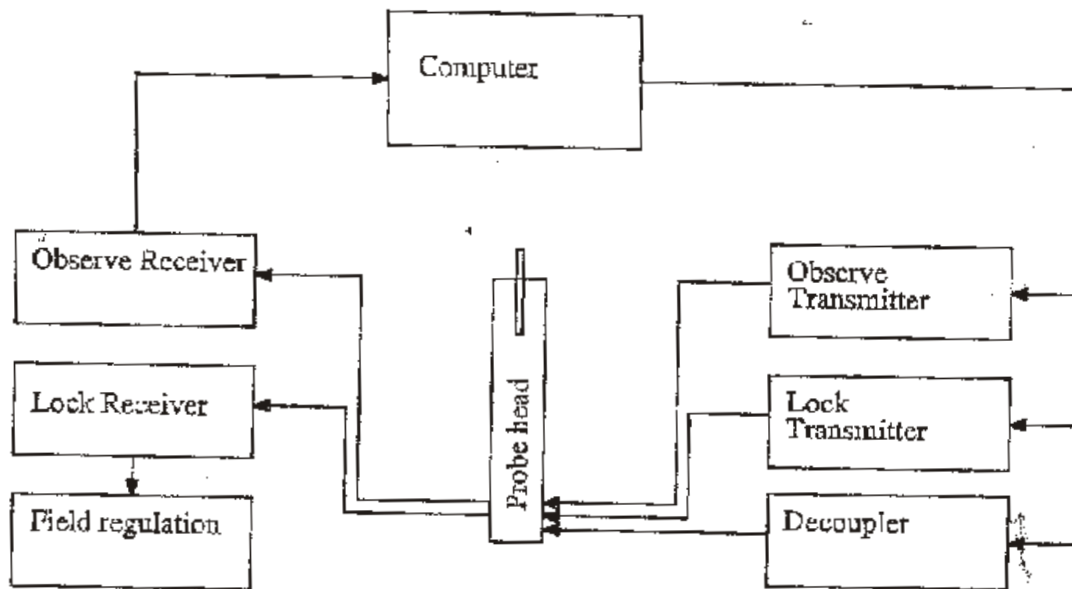 Computer
Observe Receiver
Observe
Transmitter
Lock Receiver
Probe head
Lock
Transmitter
Field regulation
Decoupler